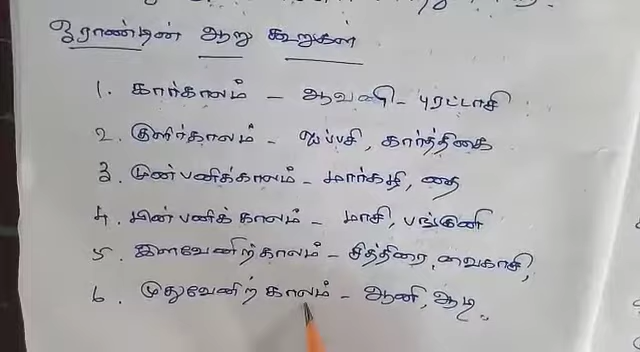 ஓராண்டின் ஆறு கூறுகள்
1. கார்காலம் - ஆவணி - புரட்டாசி
2. குளிர்காலம் - ஐப்பசி, கார்த்திகை
3. முன்பனிக்காலம் - மார்கழி, தை
4. பின்பனிக் காலம் - மாசி, பங்குனி
5. இளவேனிற்காலம் - சித்திரை, வைகாசி,
6. முதுவேனிற் காலம் - ஆனி, ஆடி.